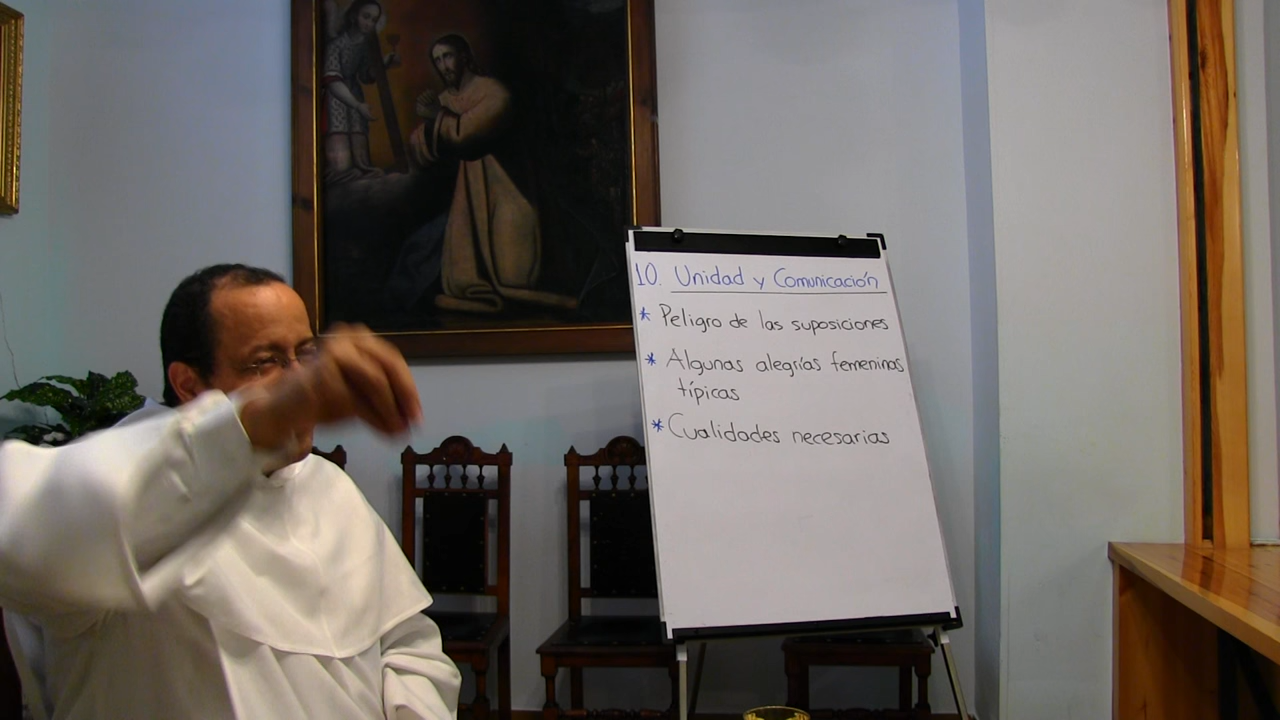 10. Unidad y Comunicación
* Peligro de las suposiciones
* Algunas alegrías femeninas
típicas
* Cualidades necesarias